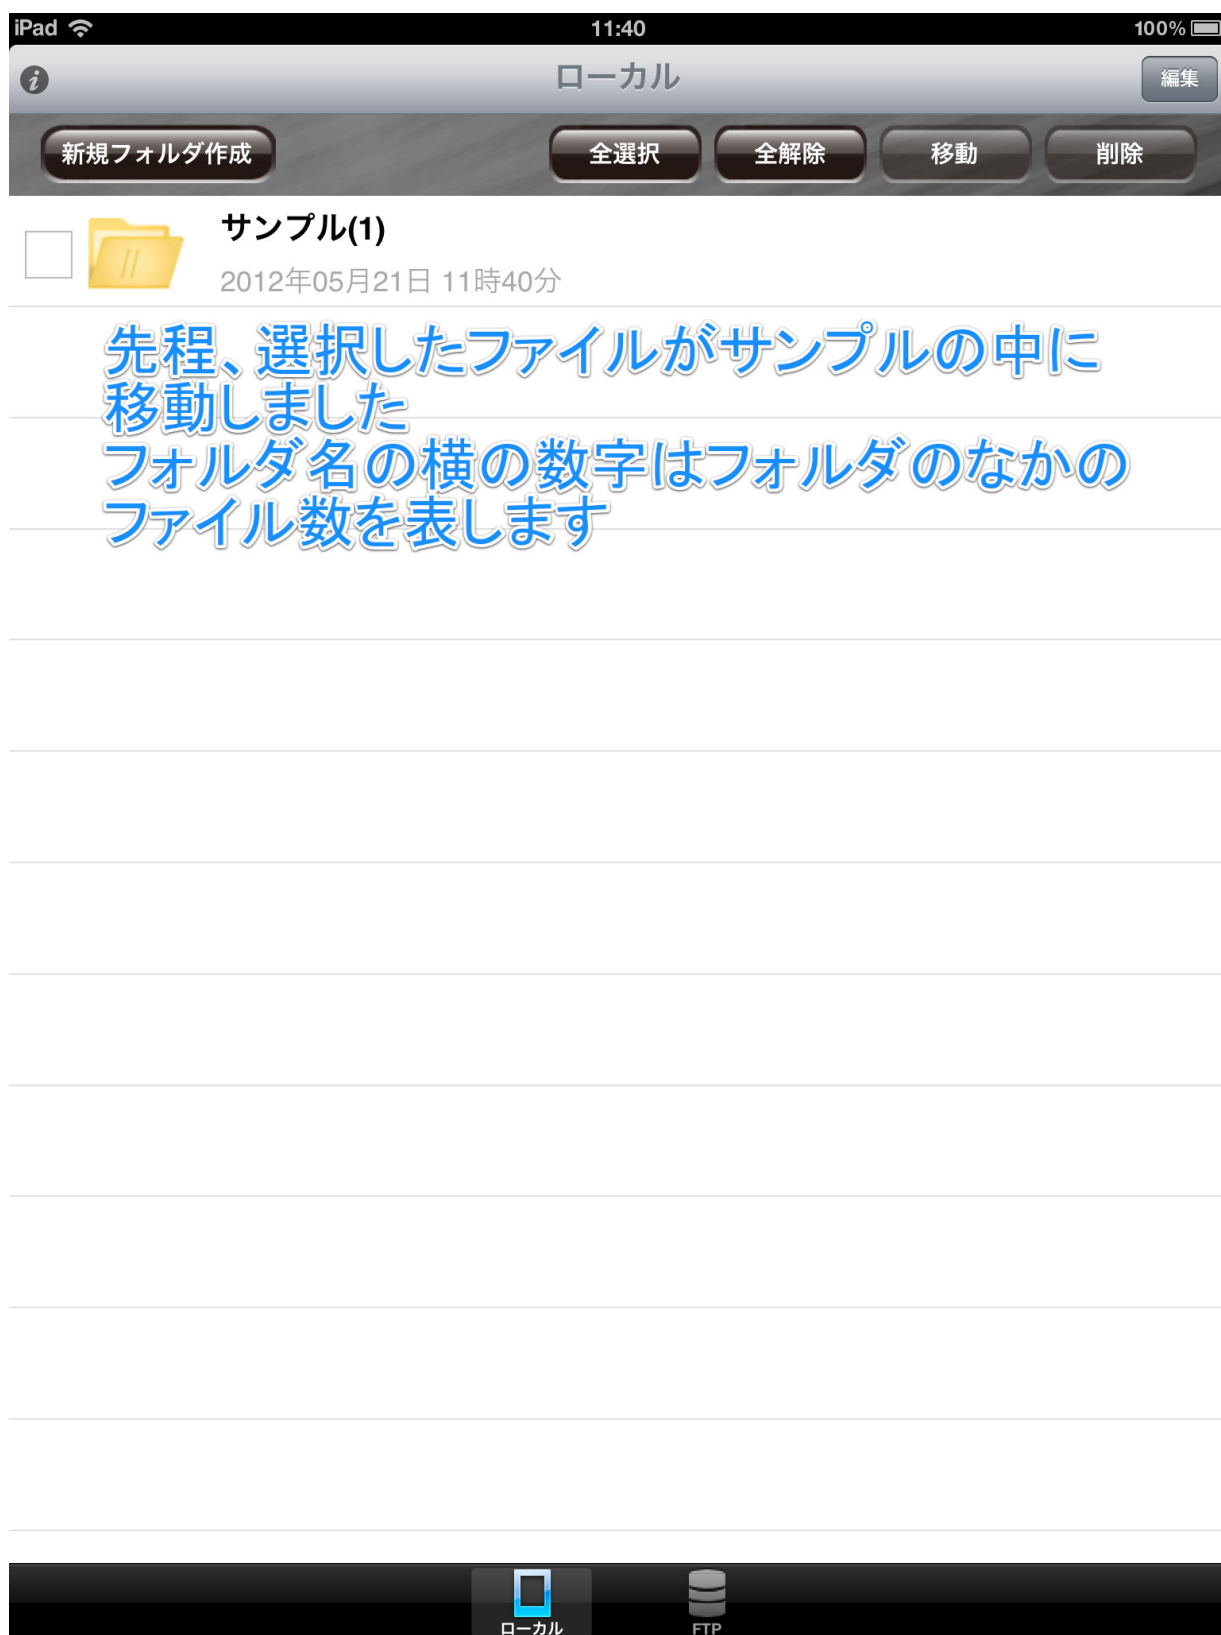 iPad 11:40 100%
ローカル 編集
新規フォルダ作成 全選択 全解除 移動 削除
サンプル(1)
2012年05月21日 11時40分
先程、選択したファイルがサンプルの中に
移動しました
フォルダ名の横の数字はフォルダのなかの
ファイル数を表します
ローカル FTP